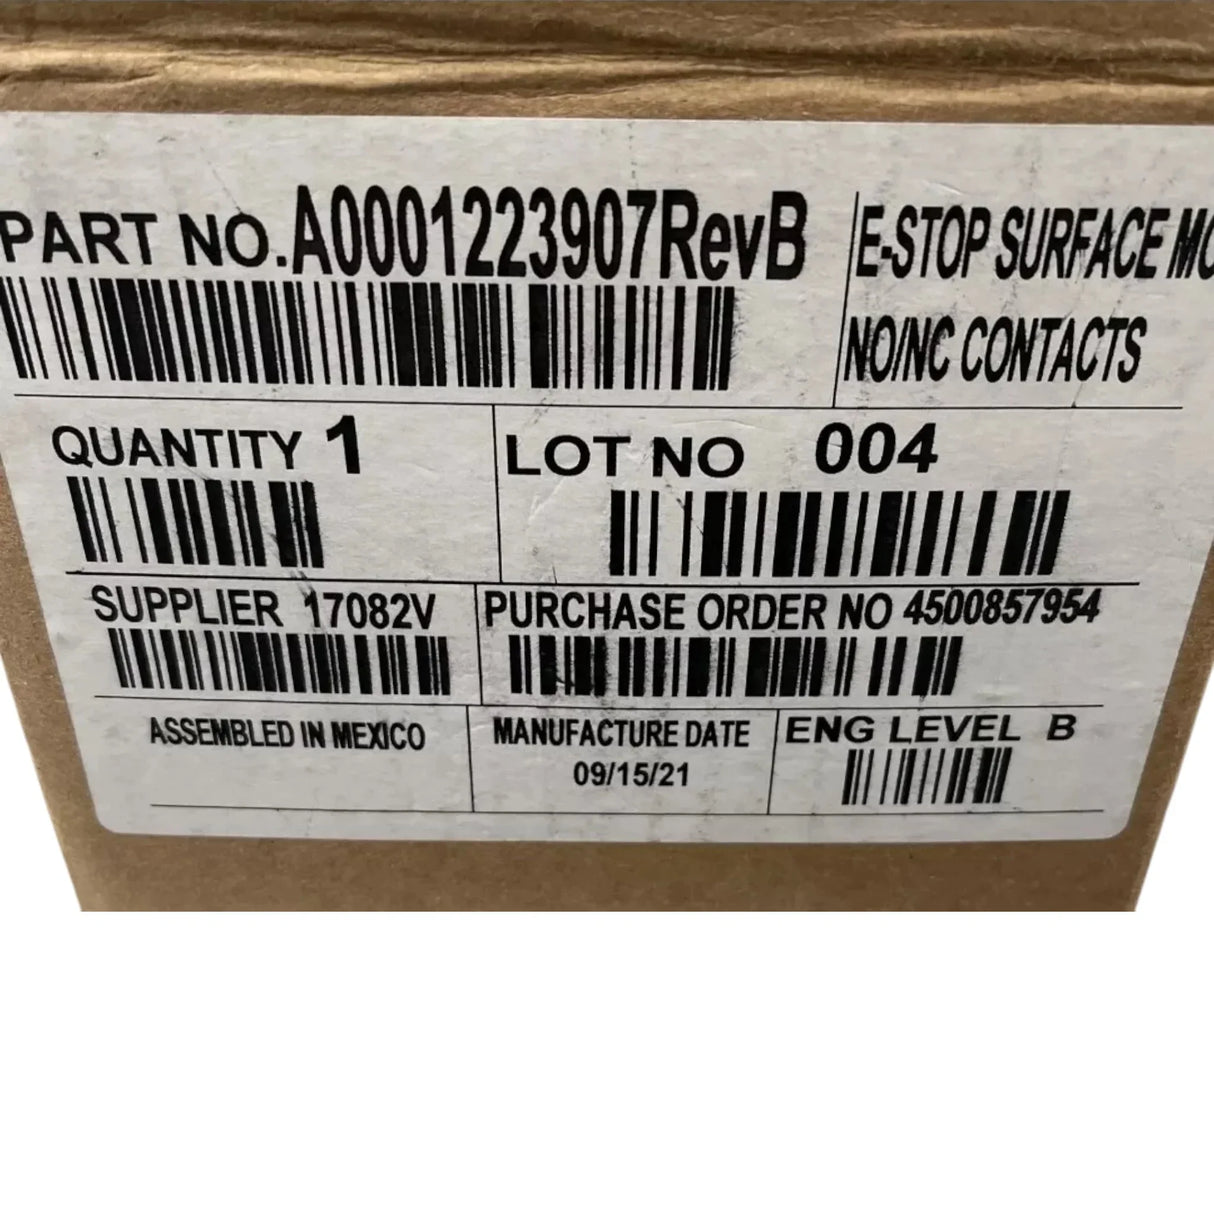 PART NO. A0001223907RevB
E-STOP SURFACE
NO/NC CONTACTS
QUANTITY 1
LOT NO 004
SUPPLIER 17082V
PURCHASE ORDER NO 4500857954
ASSEMBLED IN MEXICO
MANUFACTURE DATE
09/15/21
ENG LEVEL B